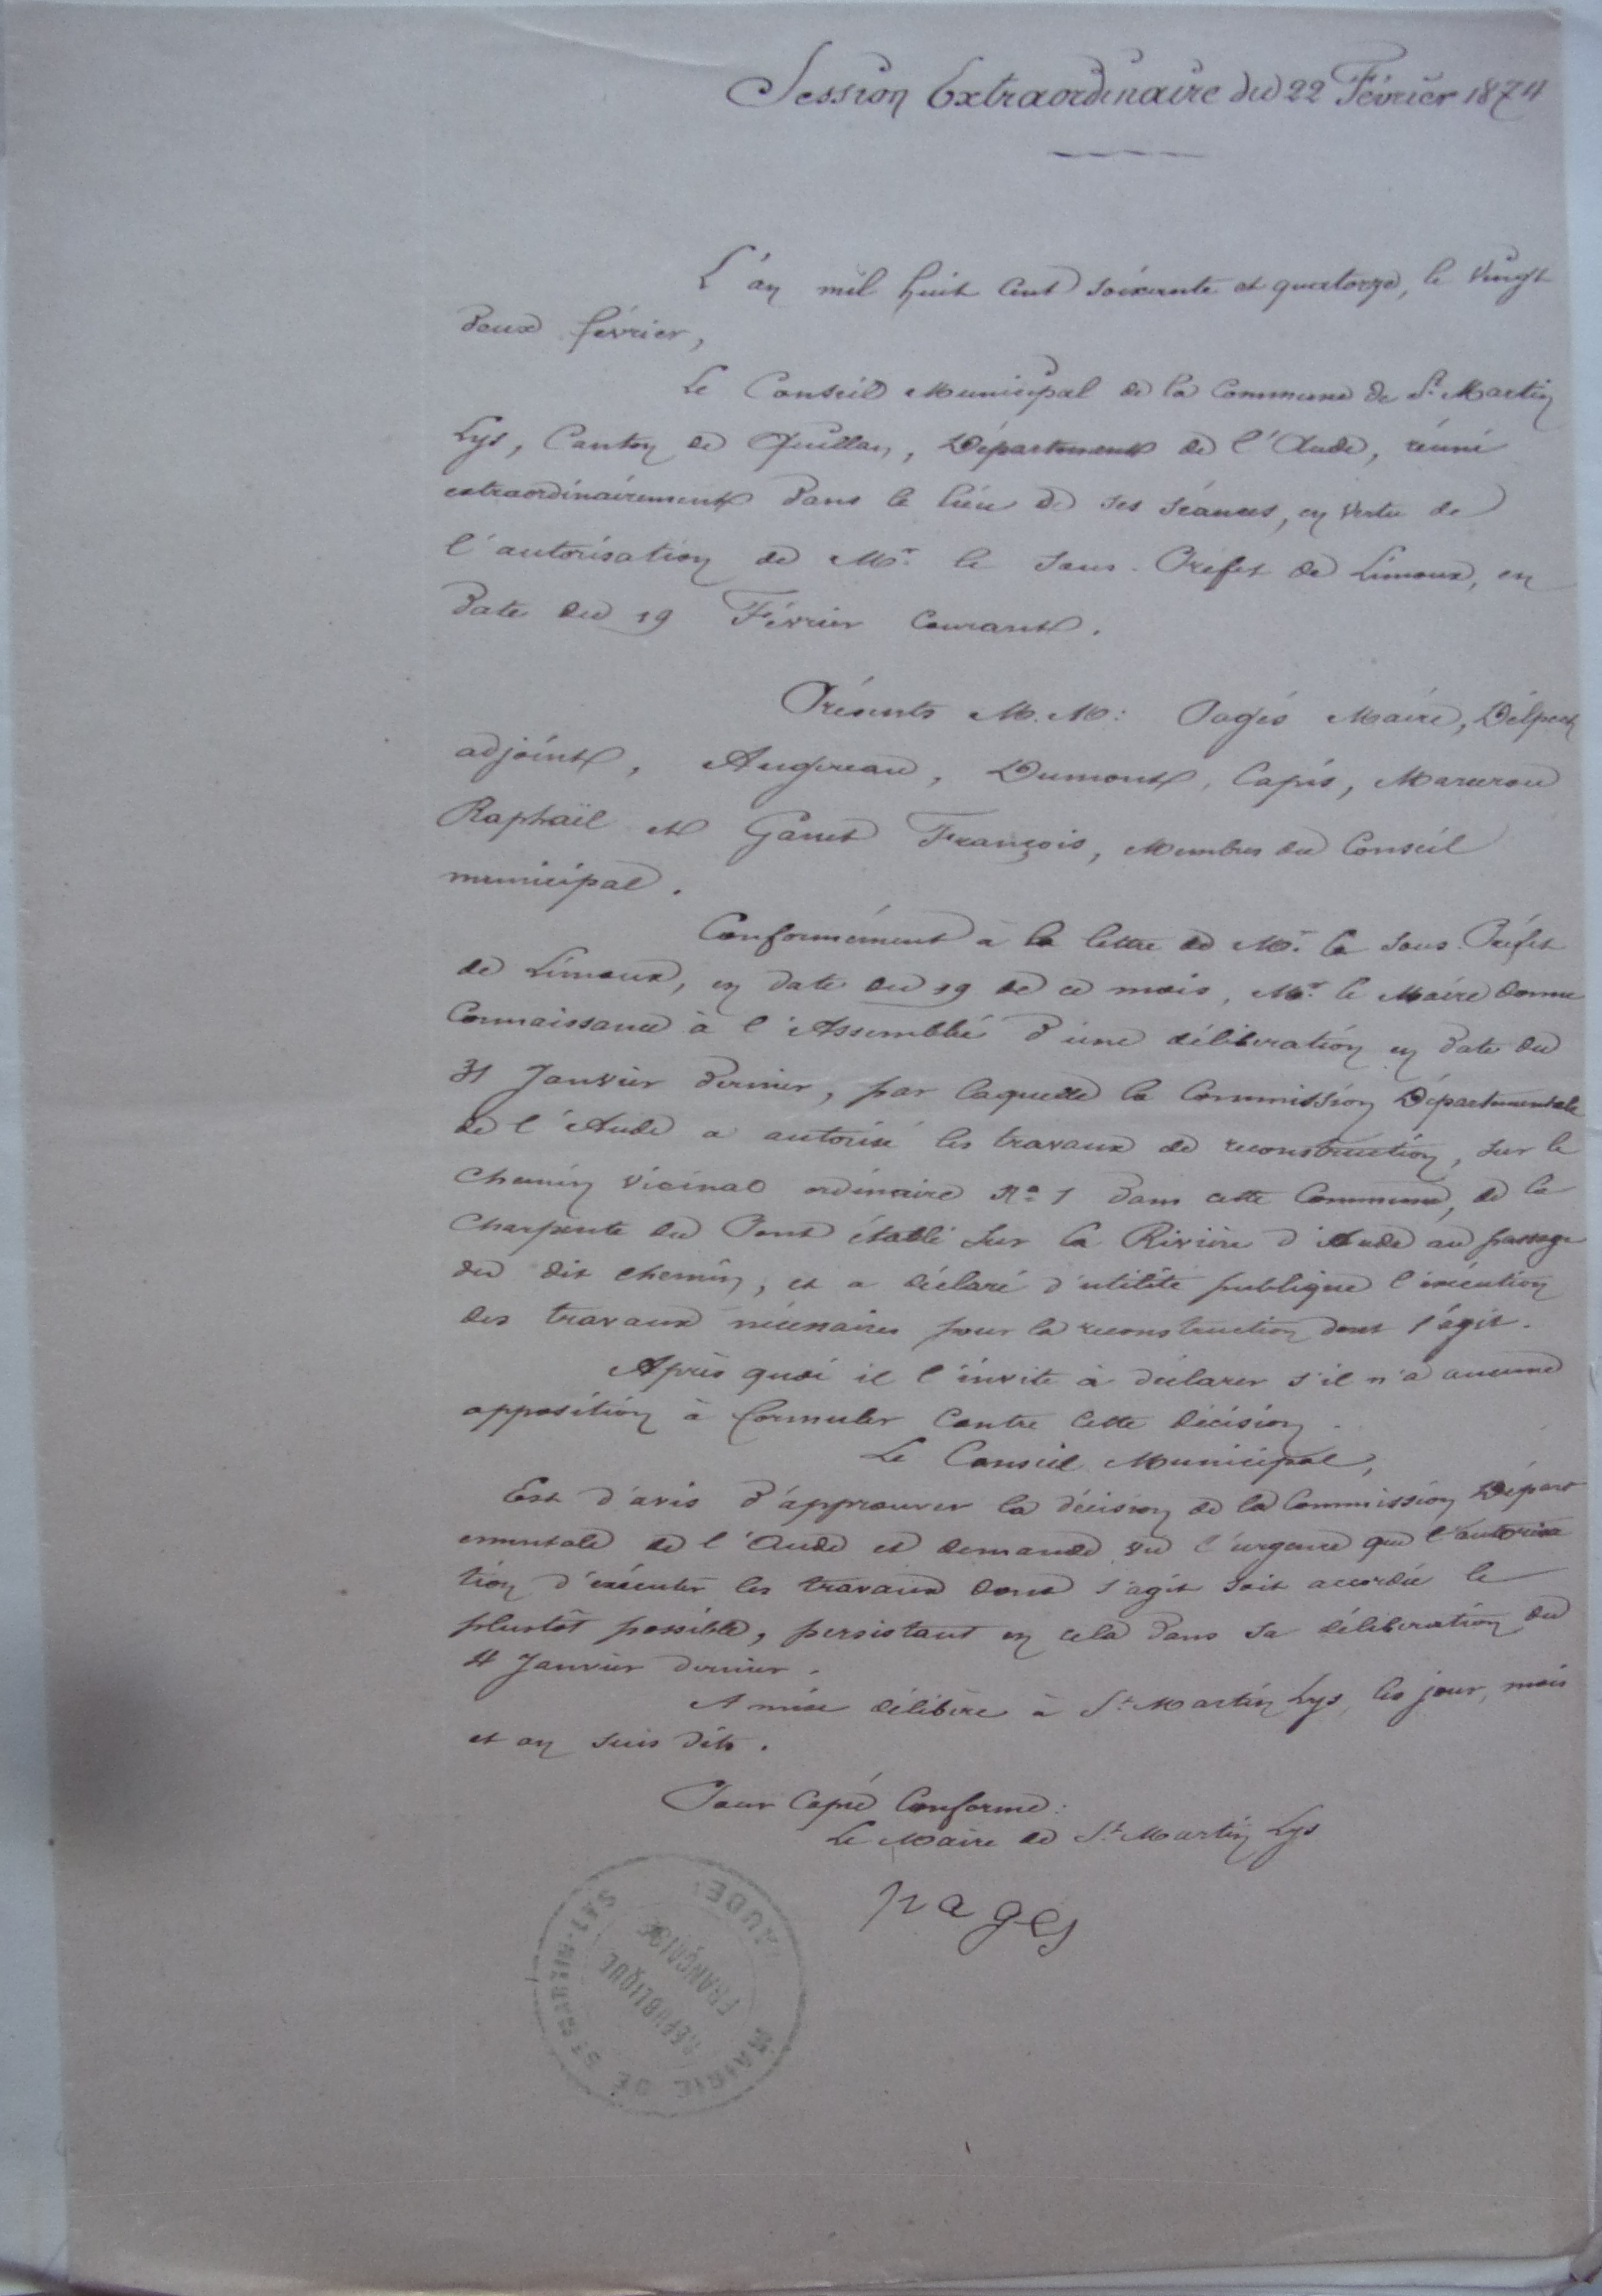 Session Extraordinaire du 22 Février 1874
L'an mil huit cent soixante et quatorze, le vingt
deux février,
Le Conseil Municipal de la Commune de St. Martin
Lys, Canton de Quillan, Département de l'Aude, réuni
extraordinairement dans le lieu de ses séances, en vertu de
l'autorisation de Mr. le Sous-Préfet de Limoux, en
date du 19 Février courant.
Présents M.M: Pagés Maire, Delpech
adjoint, Augereau, Dumont, Capis, Marcerou
Raphaël et Ganet François, Membres du Conseil
municipal.
Conformément à la lettre de Mr. le Sous-Préfet
de Limoux, en date du 19 de ce mois, Mr. le Maire donne
Connaissance à l'Assemblée d'une délibération en date du
31 Janvier dernier, par laquelle la Commission Départementale
de l'Aude a autorisé les travaux de reconstruction, sur le
chemin vicinal ordinaire No 1 dans cette Commune, de la
Charpente du Pont établi sur la Rivière d'Aude au passage
du dit chemin, et a déclaré d'utilité publique l'exécution
des travaux nécessaires pour la reconstruction dont s'agit.
Après quoi il l'invite à déclarer s'il n'a aucune
opposition à formuler contre cette décision.
Le Conseil Municipal,
Est d'avis d'approuver la décision de la Commission Départ
ementale de l'Aude et demande vu l'urgence que l'autorisa
tion d'exécuter les travaux dont s'agit soit accordée le
plustôt possible, persistant en cela dans sa délibération du
4 Janvier dernier.
Ainsi délibéré à St. Martin Lys, les jour, mois
et an susdits.
Pour Copie Conforme:
Le Maire de St. Martin Lys
pages
MAIRIE DE ST MARTIN-LYS
(AUDE)
RÉPUBLIQUE
FRANÇAISE